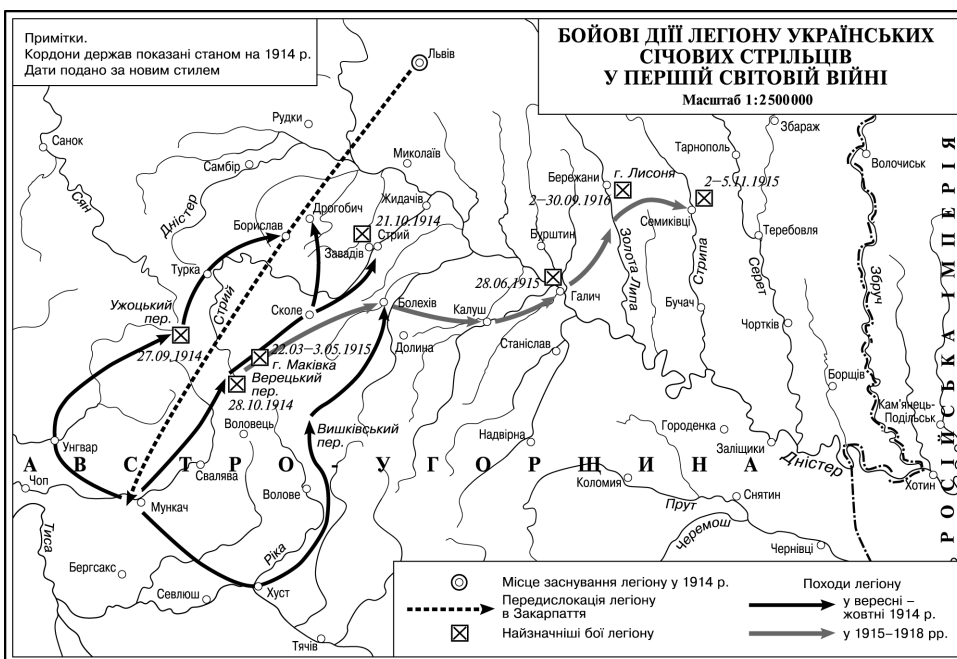 Примітки.
Кордони держав показані станом на 1914 р.
Дати подано за новим стилем
БОЙОВІ ДІЇ ЛЕГІОНУ УКРАЇНСЬКИХ
СІЧОВИХ СТРІЛЬЦІВ
У ПЕРШІЙ СВІТОВІЙ ВІЙНІ
Масштаб 1:2500000
Львів
Рудки
Санок
Збараж
Тарнополь
Волочиськ
Самбір
Миколаїв
Сян
Бережани
г. Лисоня
2–5.11.1915
Дністер
Жидачів
2–30.09.1916
Дрогобич
21.10.1914
Борислав
Стрий
Завадів
Семиківці
Бурштин
Теребовля
Турка
Золота Липа
Стрипа
Серет
Збруч
28.06.1915
Галич
Ужоцький
пер.
Стрий
Болехів
Сколе
Калуш
Бучач
Чортків
27.09.1914
22.03–3.05.1915
г. Маківка
Долина
Станіслав
Верецький
пер.
28.10.1914
Борщів
Кам'янець-
Подільськ
Вишківський
пер.
Воловець
Городенка
Надвірна
Заліщики
Унгвар
АВСТРО-УГОРЩИНА
РОСІЙСЬКА ІМПЕРІЯ
Дністер
Чоп
Свалява
Волове
Коломия
Хотин
Мункач
Снятин
Прут
Тиса
Черемош
Ріка
Чернівці
Бергсакс
Севлюш
Хуст
Тячів
Місце заснування легіону у 1914 р.
Передислокація легіону
в Закарпаття
Найзначніші бої легіону
Походи легіону
у вересні –
жовтні 1914 р.
у 1915–1918 рр.